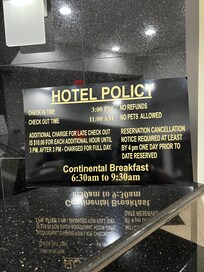 HOTEL POLICY
CHECK IN TIME 3:00 PM
CHECK OUT TIME 11:00 AM
NO REFUNDS
NO PETS ALLOWED
ADDITIONAL CHARGE FOR LATE CHECK OUT
IS $10.00 FOR EACH ADDITIONAL HOUR UNTIL
3 PM. AFTER 3 PM - CHARGED FOR FULL DAY.
RESERVATION CANCELLATION
NOTICE REQUIRED AT LEAST
BY 4 pm ONE DAY PRIOR TO
DATE RESERVED
Continental Breakfast
6:30am to 9:30am